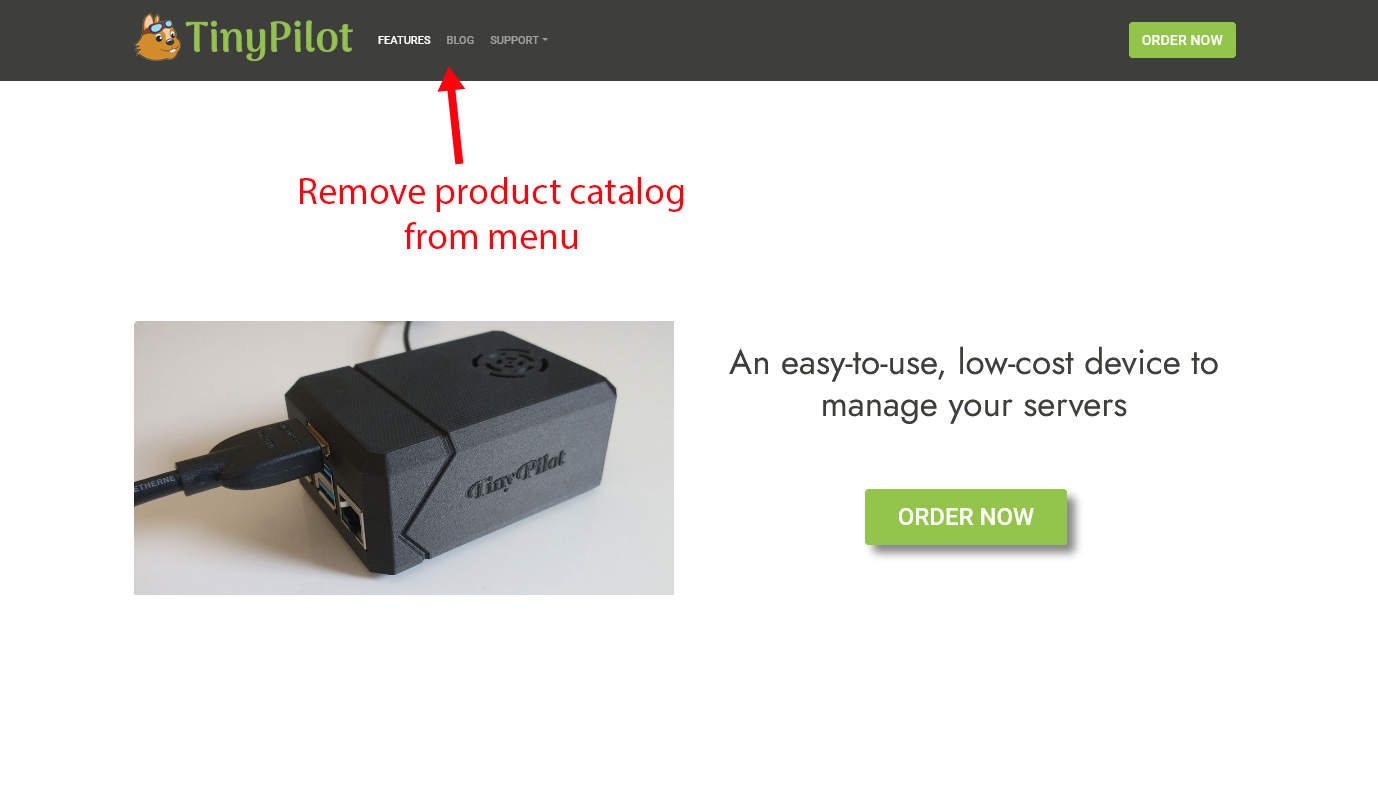 TinyPilot
FEATURES BLOG SUPPORT
ORDER NOW
Remove product catalog
from menu
An easy-to-use, low-cost device to
manage your servers
TinyPilot
ETHERNE
ORDER NOW